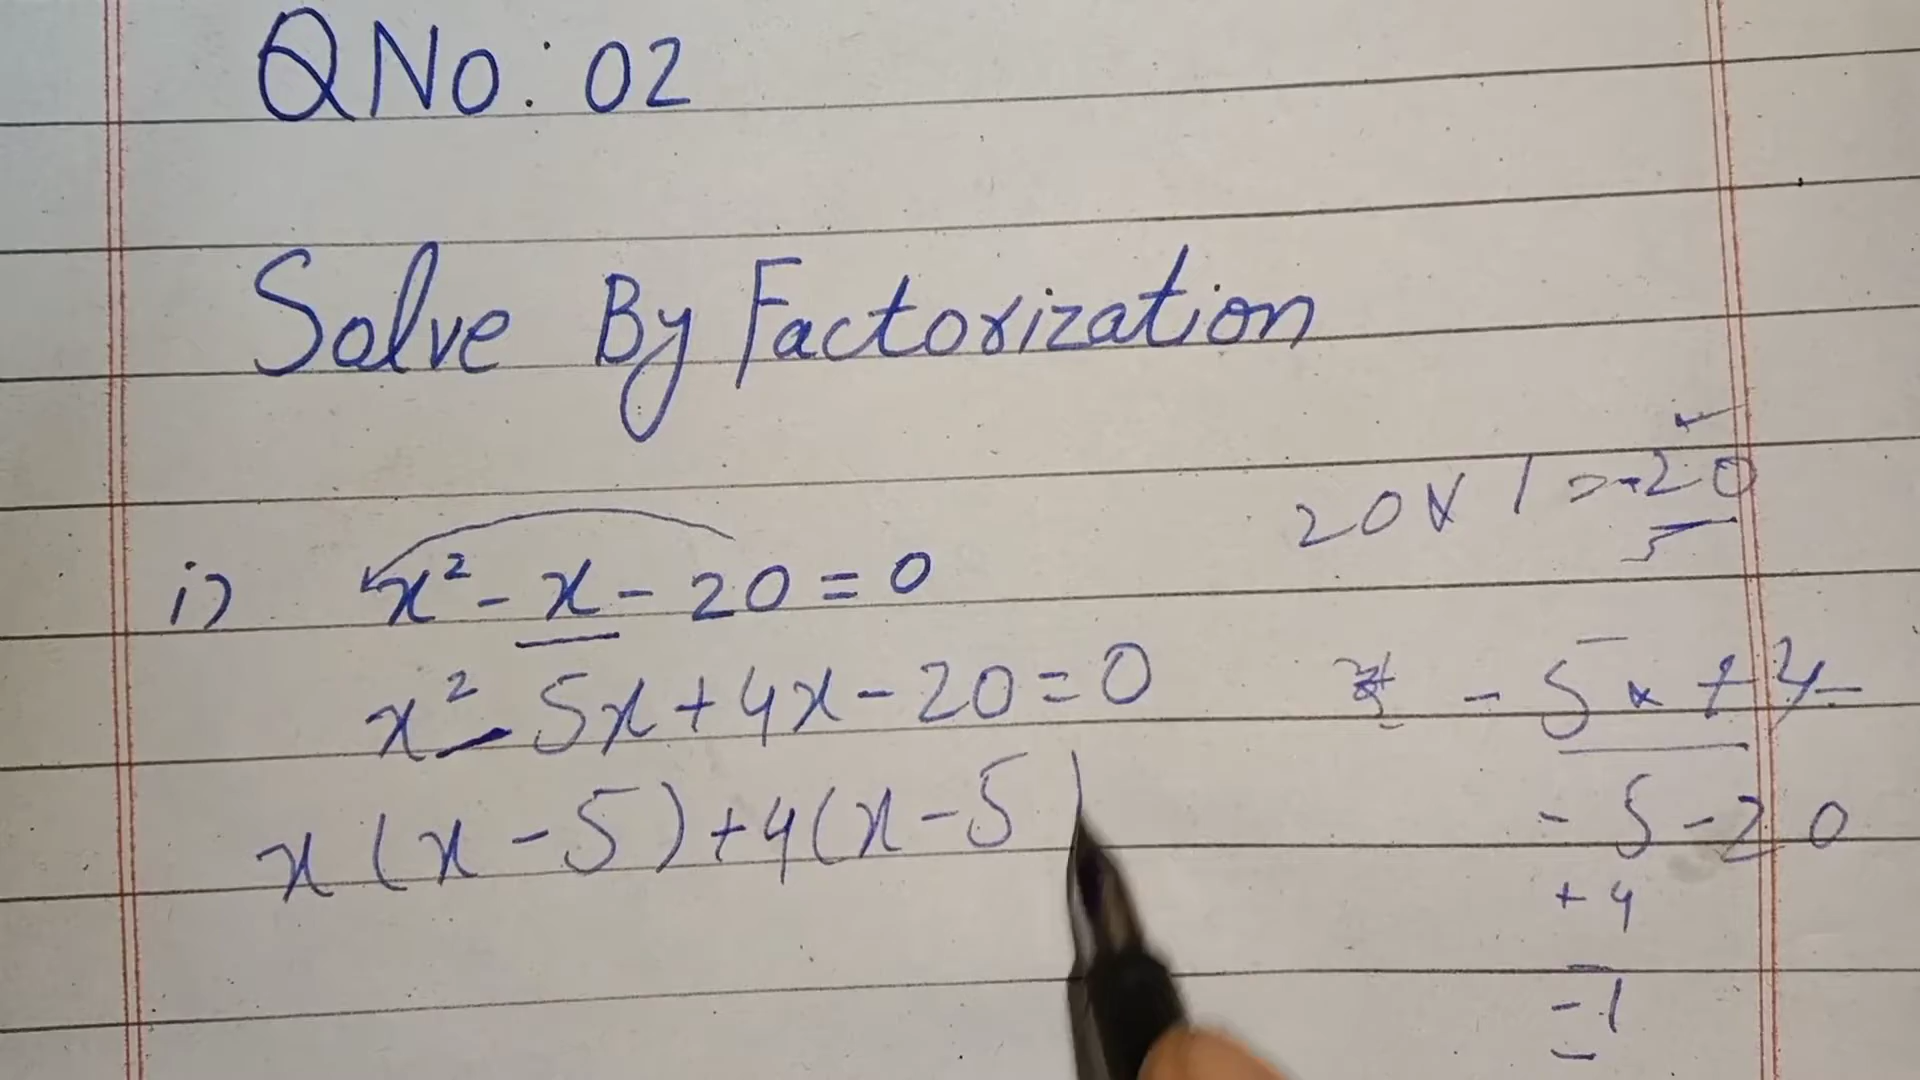 QNo: 02
Solve By Factorization
20 x 1 = -20
i) x² - x - 20 = 0
x² - 5x + 4x - 20 = 0
- 5 x + 4
x (x - 5) + 4 (x - 5)
- 5 - 20
+ 4
- 1